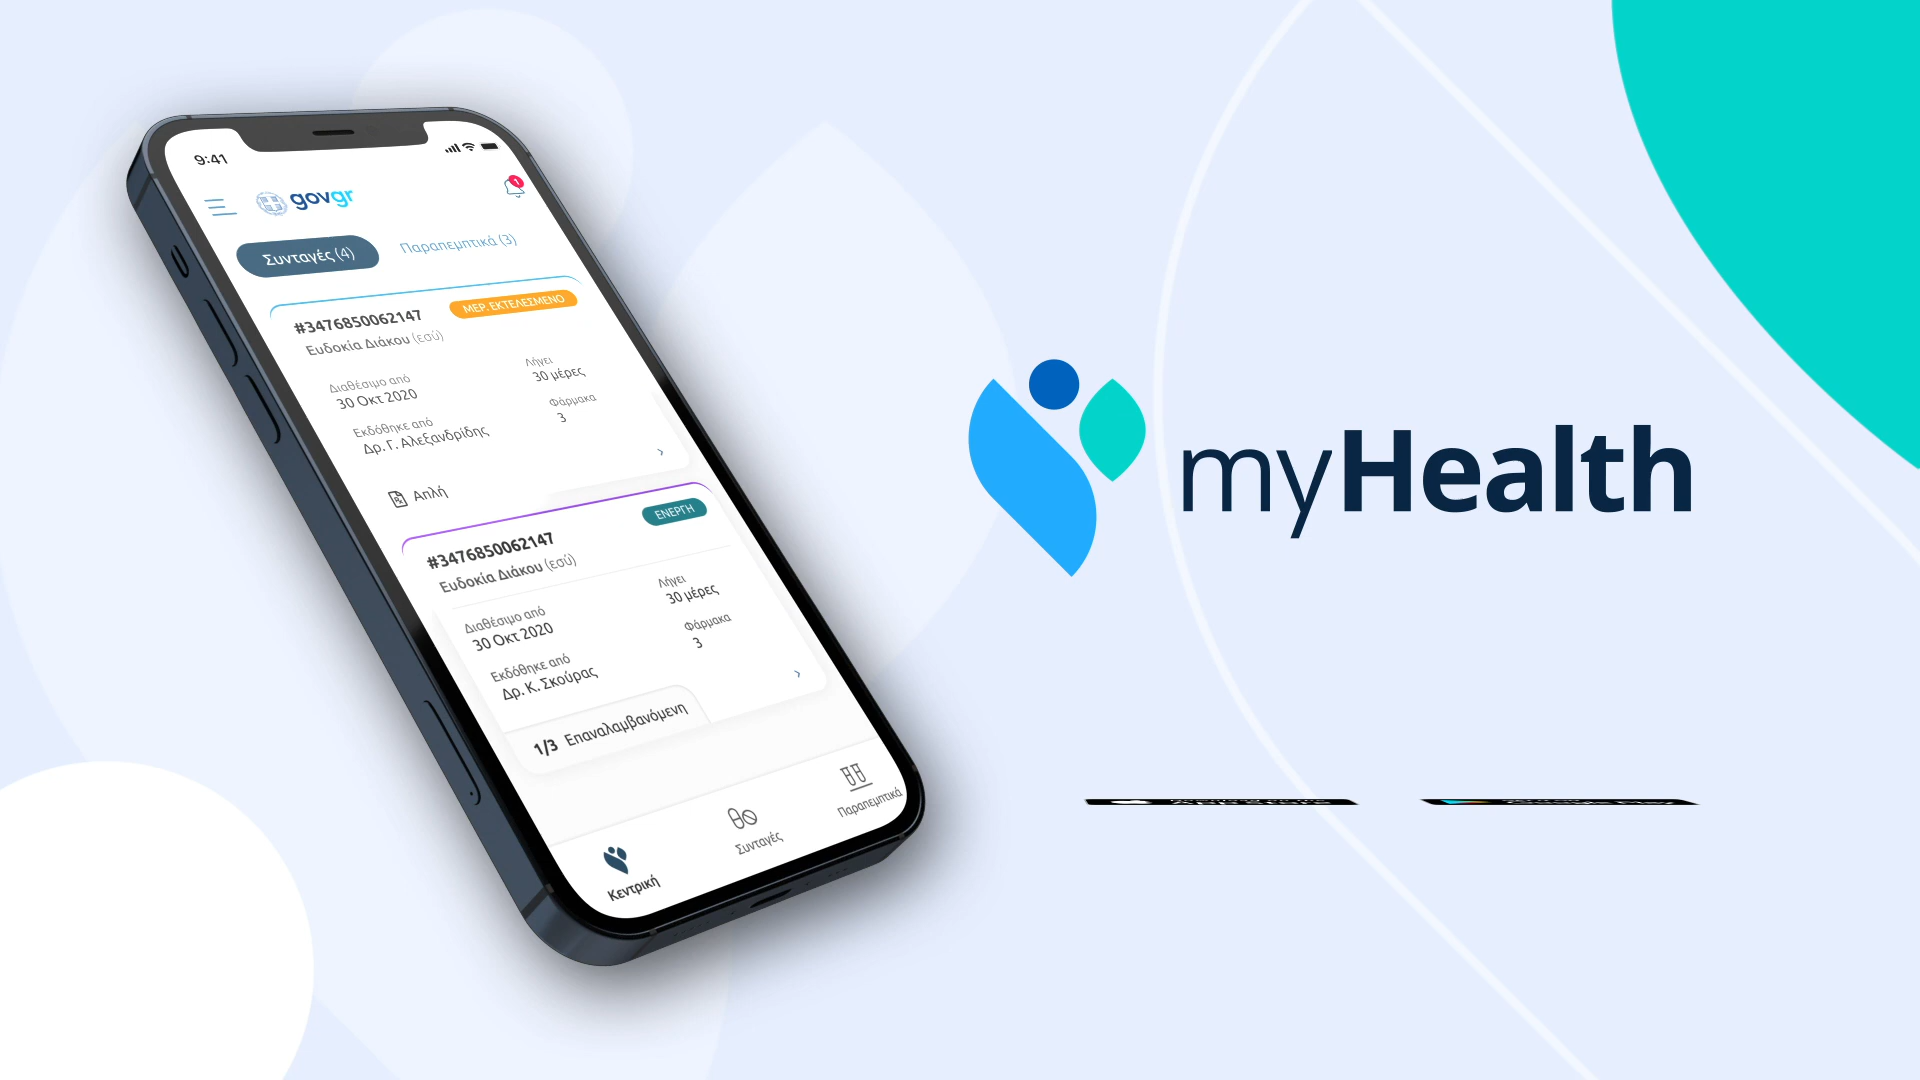 9:41
govgr
1
Συνταγές (4)
Παραπεμπτικά (3)
#3476850062147
ΜΕΡ. ΕΚΤΕΛΕΣΜΕΝΟ
Ευδοκία Διάκου (εσύ)
Διαθέσιμο από
Λήγει
30 Οκτ 2020
30 μέρες
Εκδόθηκε από
Φάρμακα
Δρ. Γ. Αλεξανδρίδης
3
Απλή
#3476850062147
ΕΝΕΡΓΗ
Ευδοκία Διάκου (εσύ)
Διαθέσιμο από
Λήγει
30 Οκτ 2020
30 μέρες
Εκδόθηκε από
Φάρμακα
Δρ. Κ. Σκούρας
3
1/3 Επαναλαμβανόμενη
Κεντρική
Συνταγές
Παραπεμπτικά
myHealth